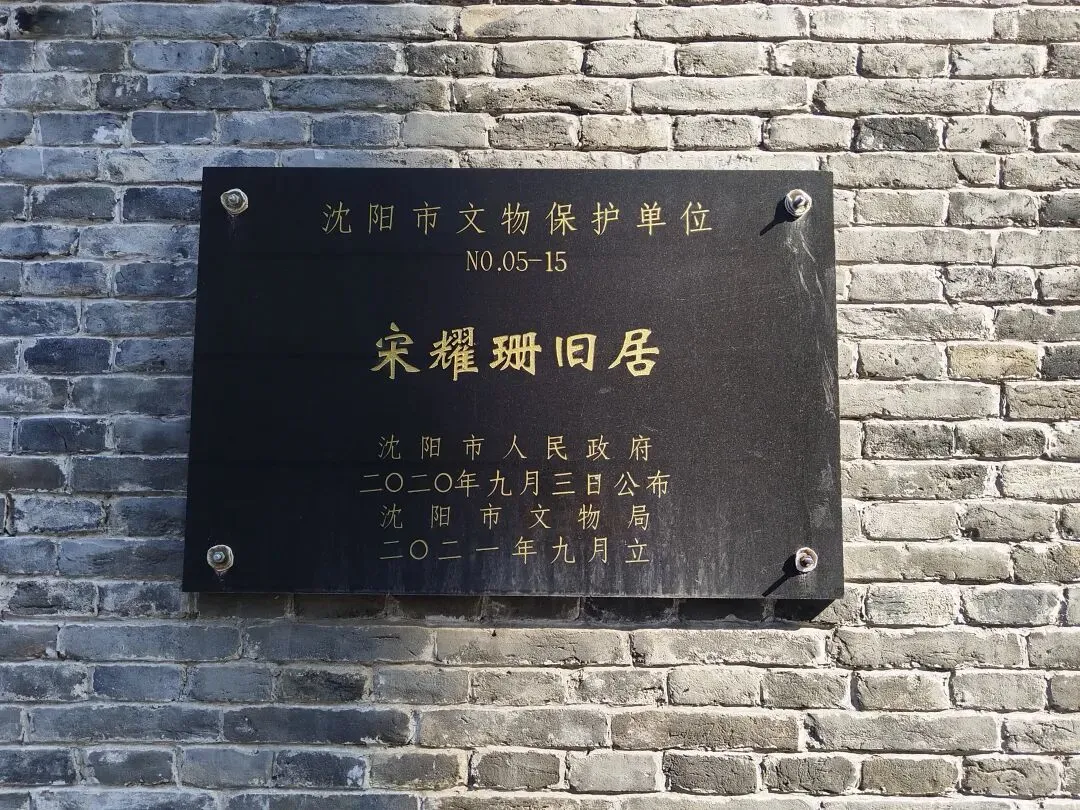 沈阳市文物保护单位
NO.05-15
宋耀珊旧居
沈阳市人民政府
二〇二〇年九月三日公布
沈阳市文物局
二〇二一年九月立